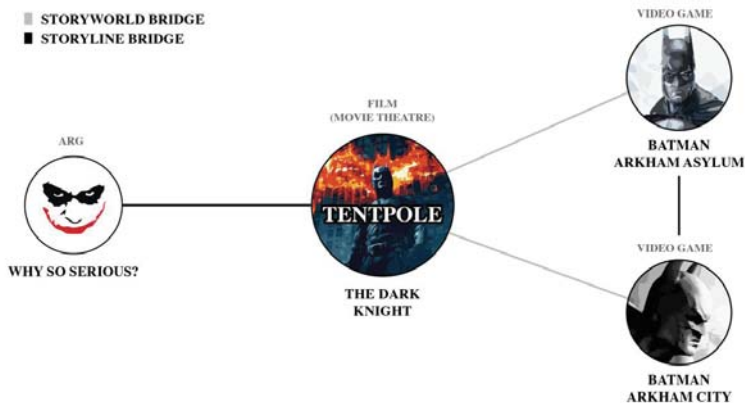 STORYWORLD BRIDGE
STORYLINE BRIDGE
VIDEO GAME
BATMAN
ARKHAM ASYLUM
FILM
(MOVIE THEATRE)
TENTPOLE
THE DARK
KNIGHT
ARG
WHY SO SERIOUS?
VIDEO GAME
BATMAN
ARKHAM CITY